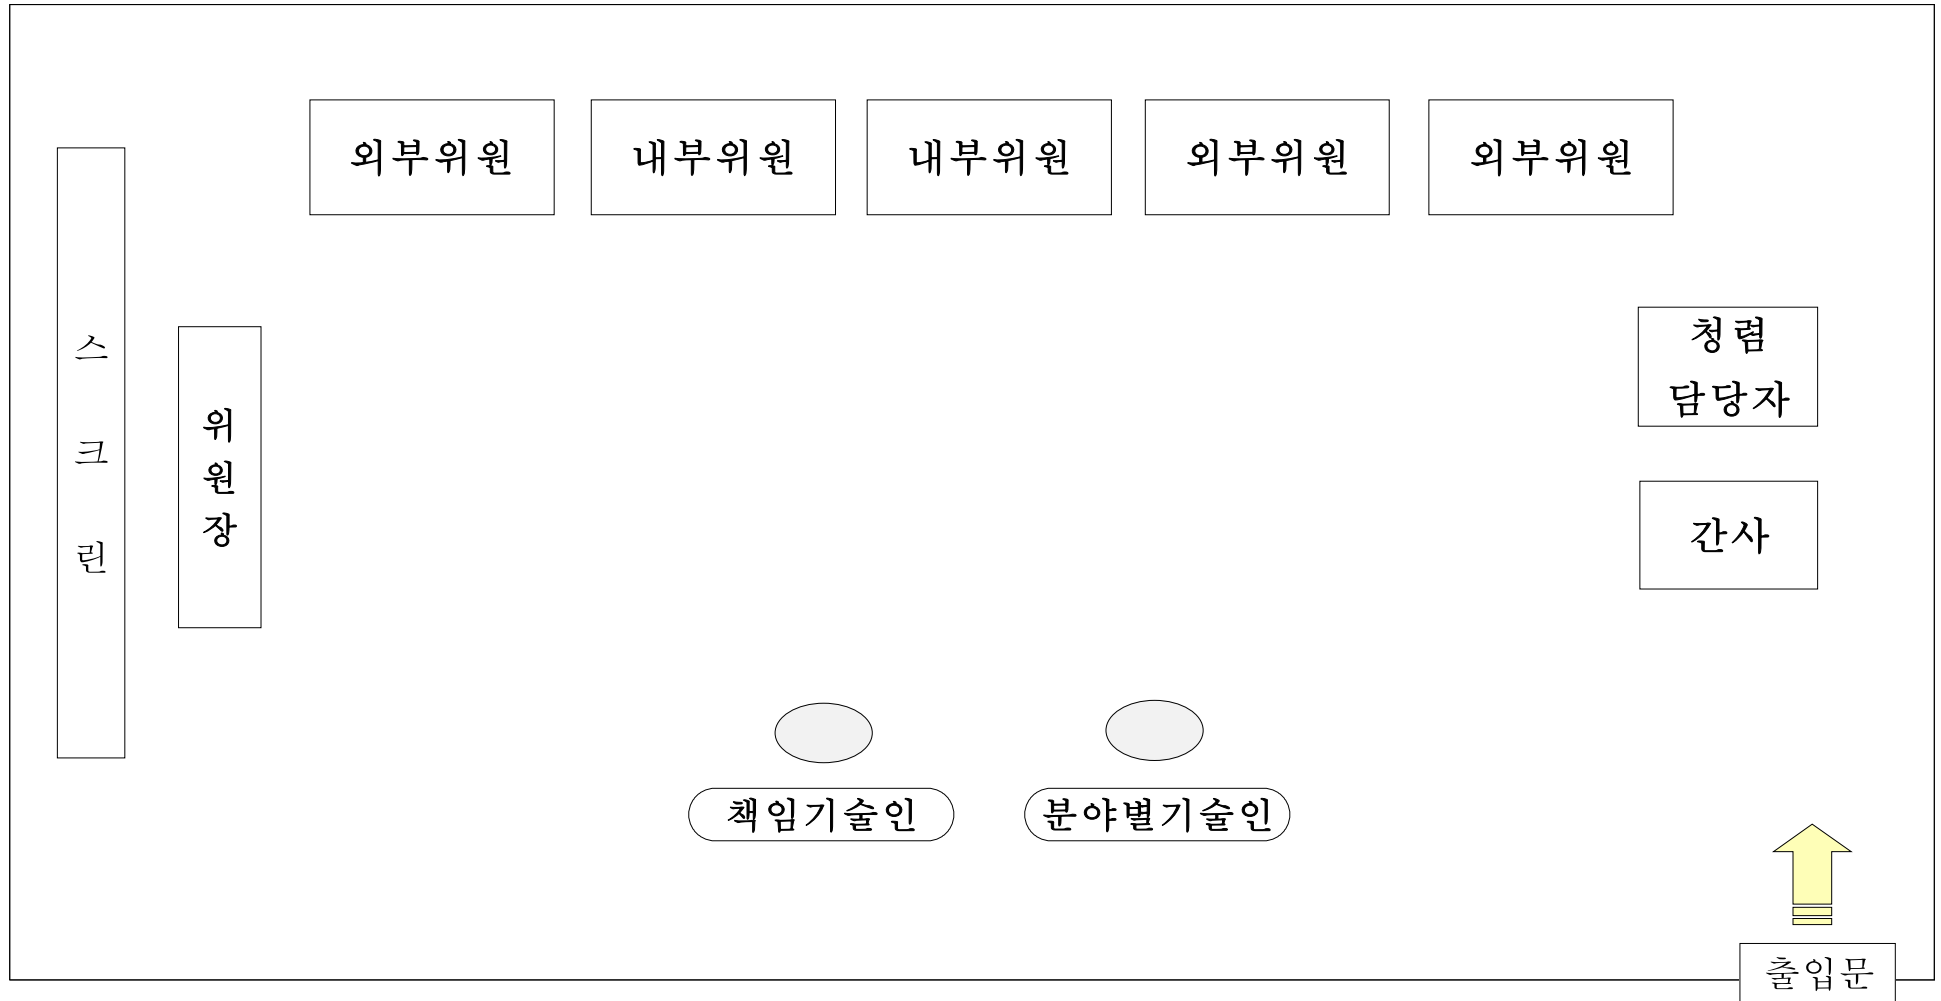 외부위원
내부위원
내부위원
외부위원
외부위원
스크린
위원장
청렴
담당자
간사
책임기술인
분야별기술인
출입문